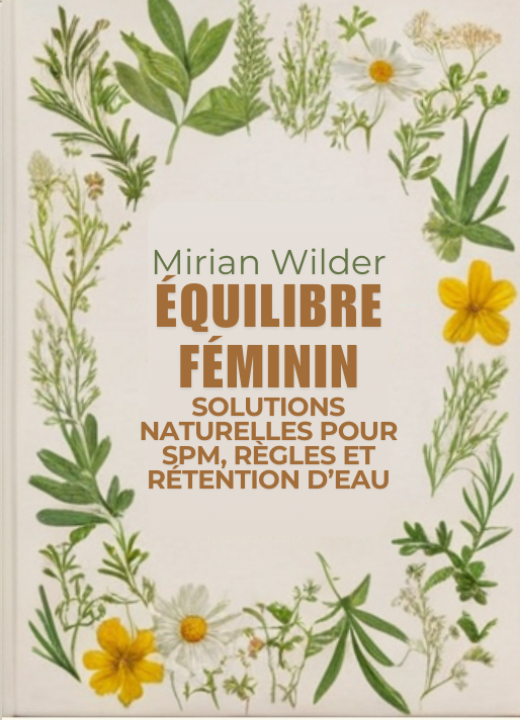 Mirian Wilder
ÉQUILIBRE
FÉMININ
SOLUTIONS
NATURELLES POUR
SPM, RÈGLES ET
RÉTENTION D’EAU